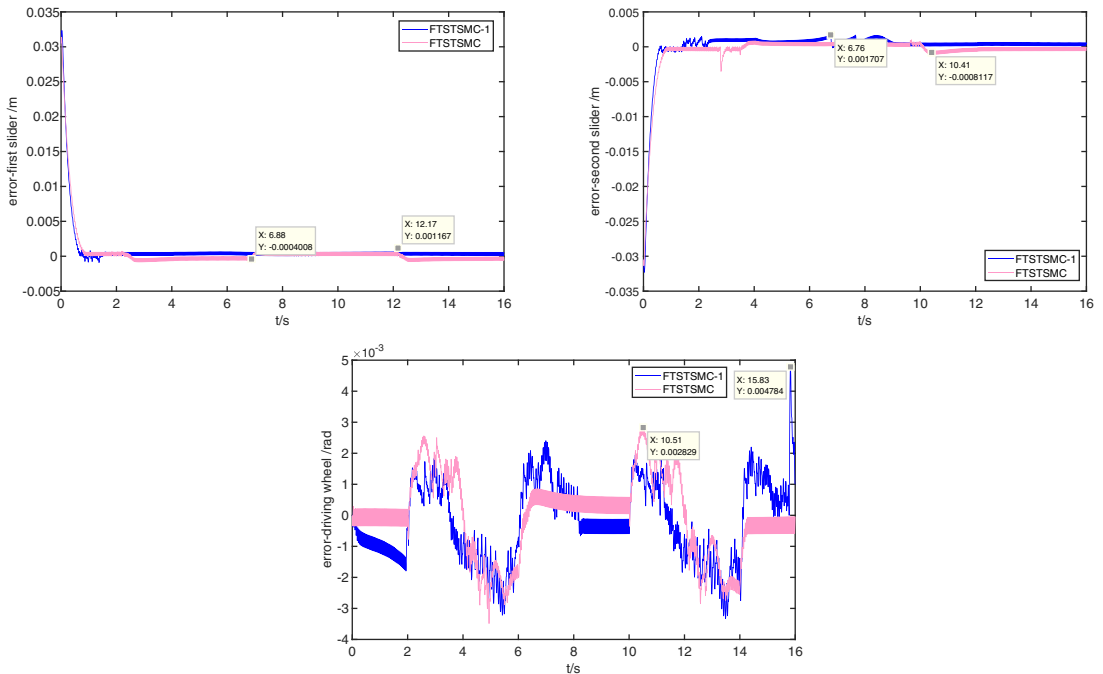 0.035
0.03
0.025
0.02
0.015
0.01
0.005
0
-0.005
error-first slider /m
FTSTSMC-1
FTSTSMC
X: 6.88
Y: -0.0004008
X: 12.17
Y: 0.001167
0 2 4 6 8 10 12 14 16
t/s
0.005
0
-0.005
-0.01
-0.015
-0.02
-0.025
-0.03
-0.035
error-second slider /m
X: 6.76
Y: 0.001707
X: 10.41
Y: -0.0008117
FTSTSMC-1
FTSTSMC
0 2 4 6 8 10 12 14 16
t/s
×10⁻³
5
4
3
2
1
0
-1
-2
-3
-4
error-driving wheel /rad
FTSTSMC-1
FTSTSMC
X: 15.83
Y: 0.004784
X: 10.51
Y: 0.002829
0 2 4 6 8 10 12 14 16
t/s